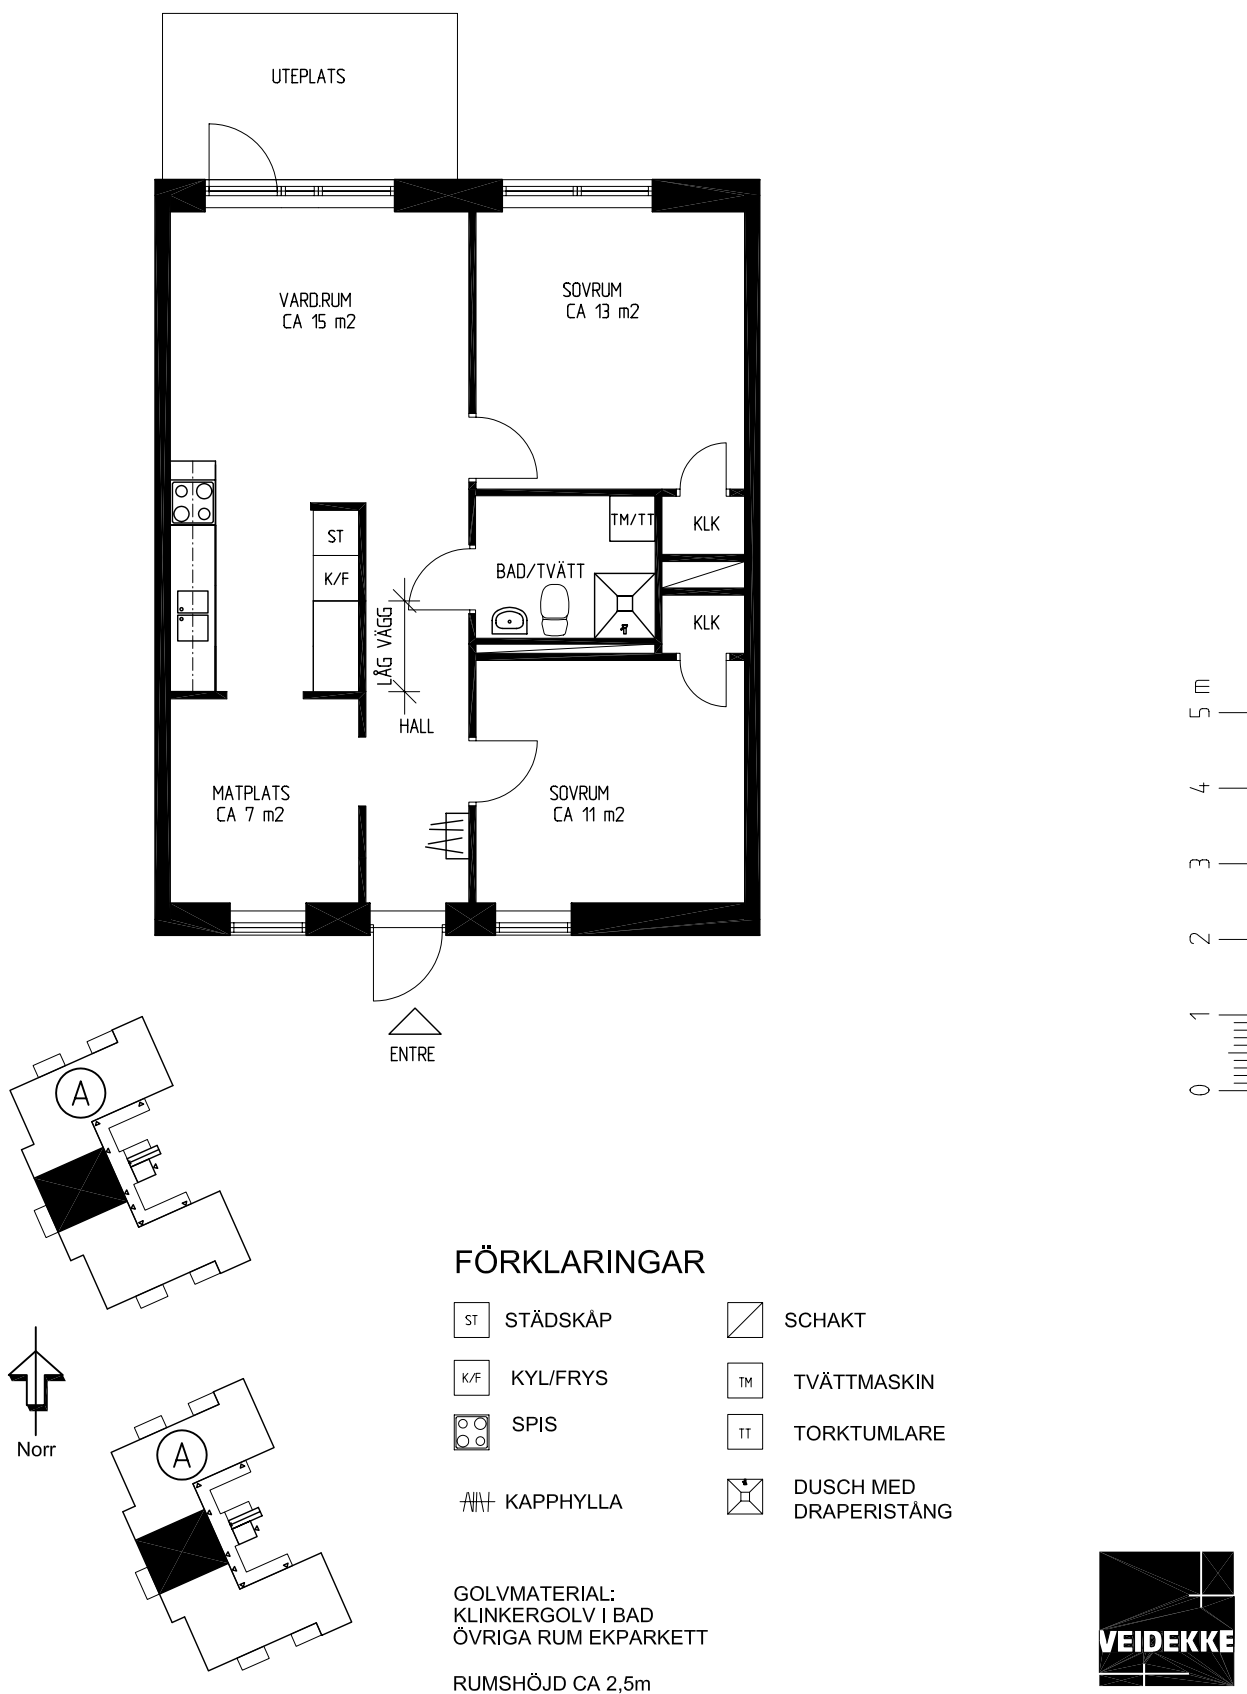 UTEPLATS
VARD.RUM
CA 15 m2
SOVRUM
CA 13 m2
ST
K/F
TM/TT
KLK
BAD/TVÄTT
KLK
LÅG VÄGG
HALL
MATPLATS
CA 7 m2
SOVRUM
CA 11 m2
ENTRE
5 m
4
3
2
1
0
A
A
Norr
FÖRKLARINGAR
ST STÄDSKÅP
K/F KYL/FRYS
SPIS
KAPPHYLLA
SCHAKT
TM TVÄTTMASKIN
TT TORKTUMLARE
DUSCH MED
DRAPERISTÅNG
GOLVMATERIAL:
KLINKERGOLV I BAD
ÖVRIGA RUM EKPARKETT
RUMSHÖJD CA 2,5m
VEIDEKKE